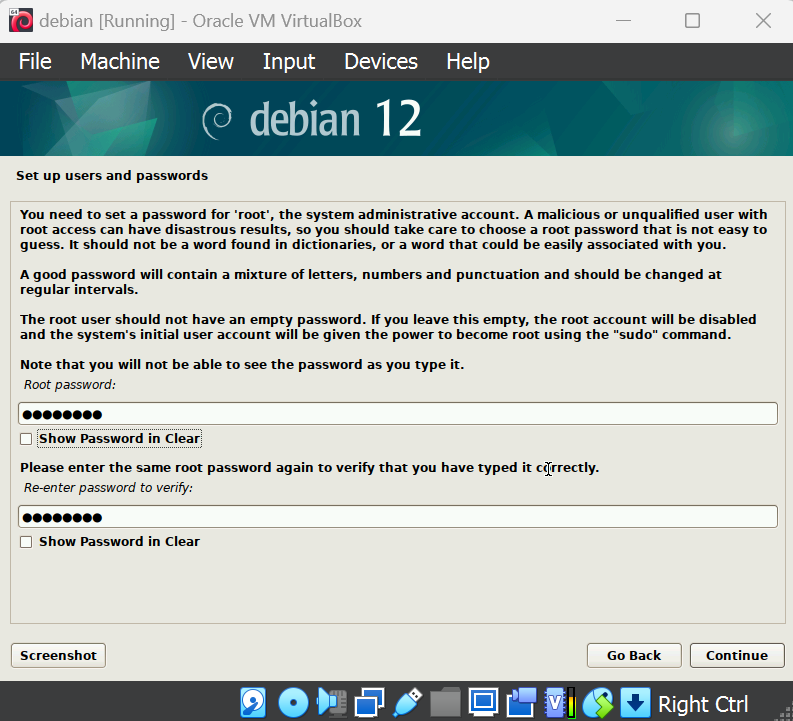 debian [Running] - Oracle VM VirtualBox
File Machine View Input Devices Help
debian 12
Set up users and passwords
You need to set a password for 'root', the system administrative account. A malicious or unqualified user with
root access can have disastrous results, so you should take care to choose a root password that is not easy to
guess. It should not be a word found in dictionaries, or a word that could be easily associated with you.
A good password will contain a mixture of letters, numbers and punctuation and should be changed at
regular intervals.
The root user should not have an empty password. If you leave this empty, the root account will be disabled
and the system's initial user account will be given the power to become root using the "sudo" command.
Note that you will not be able to see the password as you type it.
Root password:
●●●●●●●●
Show Password in Clear
Please enter the same root password again to verify that you have typed it correctly.
Re-enter password to verify:
●●●●●●●●
Show Password in Clear
Screenshot Go Back Continue
V Right Ctrl